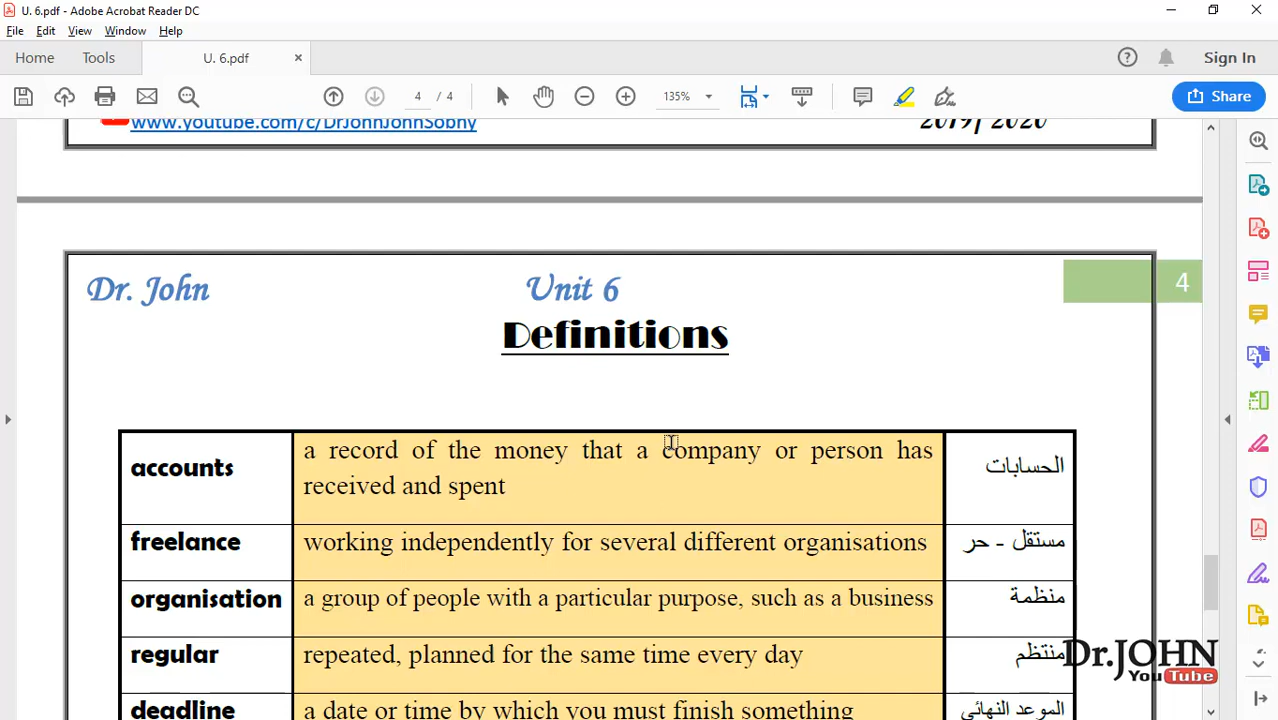 U. 6.pdf - Adobe Acrobat Reader DC
File Edit View Window Help
Home Tools U. 6.pdf × Sign In
4 / 4 135% Share
www.youtube.com/c/DrJohnJohnSobhy 2019/ 2020
Dr. John Unit 6 4
Definitions
accounts a record of the money that a company or person has received and spent الحسابات
freelance working independently for several different organisations مستقل - حر
organisation a group of people with a particular purpose, such as a business منظمة
regular repeated, planned for the same time every day منتظم
deadline a date or time by which you must finish something الموعد النهائي
Dr.JOHN
You Tube